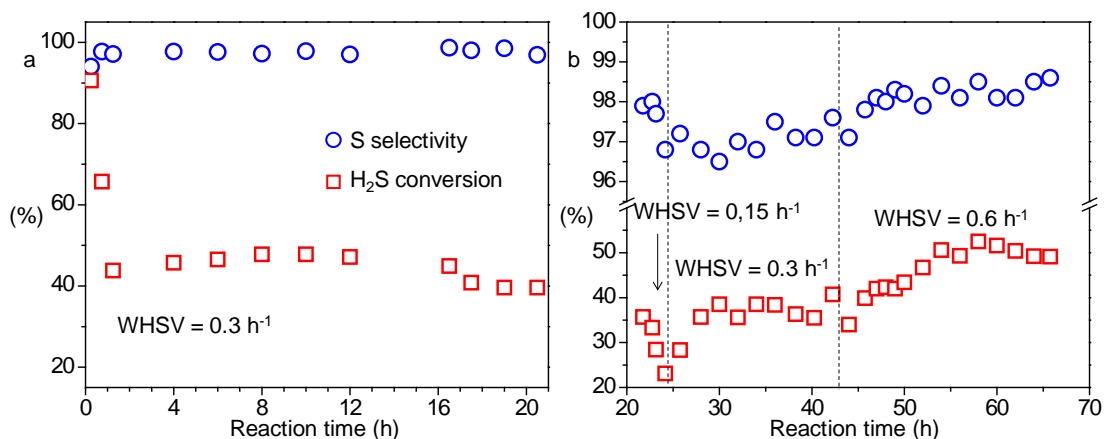 a
100
80
60
(%)
40
20
S selectivity
H₂S conversion
WHSV = 0.3 h⁻¹
0 4 8 12 16 20
Reaction time (h)
b
100
98
96
(%)
50
40
30
20
WHSV = 0,15 h⁻¹
WHSV = 0.6 h⁻¹
WHSV = 0.3 h⁻¹
20 30 40 50 60 70
Reaction time (h)